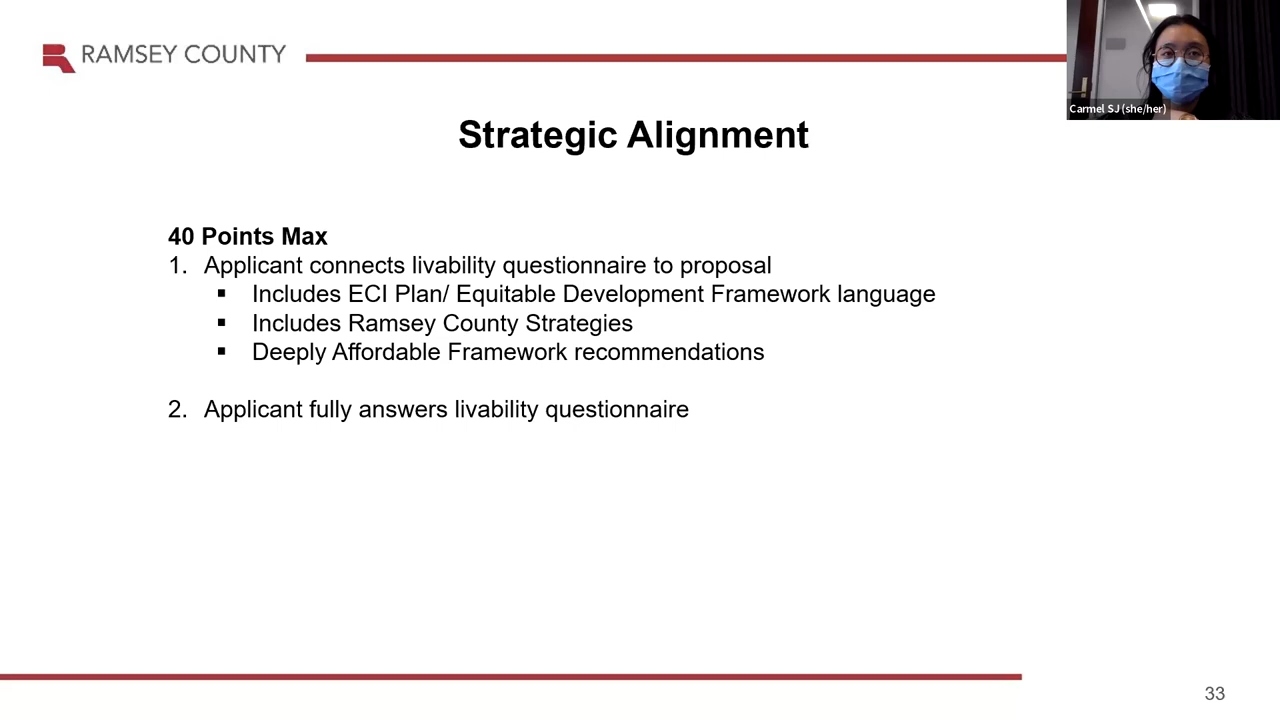 RAMSEY COUNTY
Carmel SJ (she/her)
Strategic Alignment
40 Points Max
1. Applicant connects livability questionnaire to proposal
▪ Includes ECI Plan/ Equitable Development Framework language
▪ Includes Ramsey County Strategies
▪ Deeply Affordable Framework recommendations
2. Applicant fully answers livability questionnaire
33